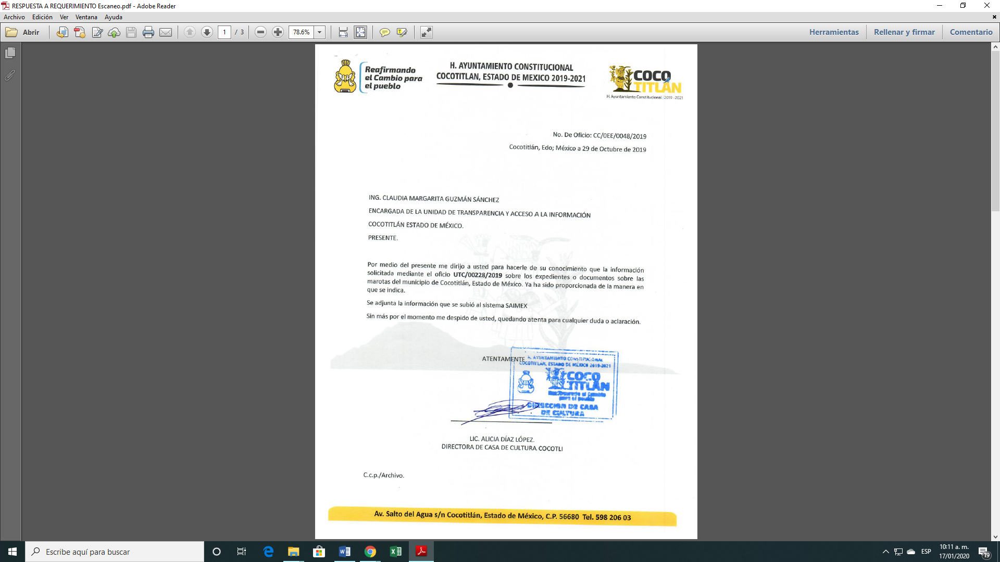 RESPUESTA A REQUERIMIENTO Escaneo.pdf - Adobe Reader
Archivo Edición Ver Ventana Ayuda
Abrir 1 / 3 78.6% Herramientas Rellenar y firmar Comentario
Reafirmando
el Cambio para
el pueblo
H. AYUNTAMIENTO CONSTITUCIONAL
COCOTITLAN, ESTADO DE MEXICO 2019-2021
COCO
TITLÁN
H. Ayuntamiento Constitucional | 2019 - 2021
No. De Oficio: CC/0EE/0048/2019
Cocotitlán, Edo; México a 29 de Octubre de 2019
ING. CLAUDIA MARGARITA GUZMÁN SÁNCHEZ
ENCARGADA DE LA UNIDAD DE TRANSPARENCIA Y ACCESO A LA INFORMACIÓN
COCOTITLÁN ESTADO DE MÉXICO.
PRESENTE.
Por medio del presente me dirijo a usted para hacerle de su conocimiento que la información
solicitada mediante el oficio UTC/00228/2019 sobre los expedientes o documentos sobre las
marotas del municipio de Cocotitlán, Estado de México. Ya ha sido proporcionada de la manera en
que se indica.
Se adjunta la información que se subió al sistema SAIMEX
Sin más por el momento me despido de usted, quedando atenta para cualquier duda o aclaración.
ATENTAMENTE
H. AYUNTAMIENTO CONSTITUCIONAL
COCOTITLAN, ESTADO DE MÉXICO 2019-2021
COCO
TITLÁN
Reafirmando el Cambio
para el pueblo
DIRECCION DE CASA
DE CULTURA
LIC. ALICIA DÍAZ LÓPEZ.
DIRECTORA DE CASA DE CULTURA COCOTLI
C.c.p./Archivo.
Av. Salto del Agua s/n Cocotitlán, Estado de México, C.P. 56680 Tel. 598 206 03
Escribe aquí para buscar
ESP
10:11 a. m.
17/01/2020
19